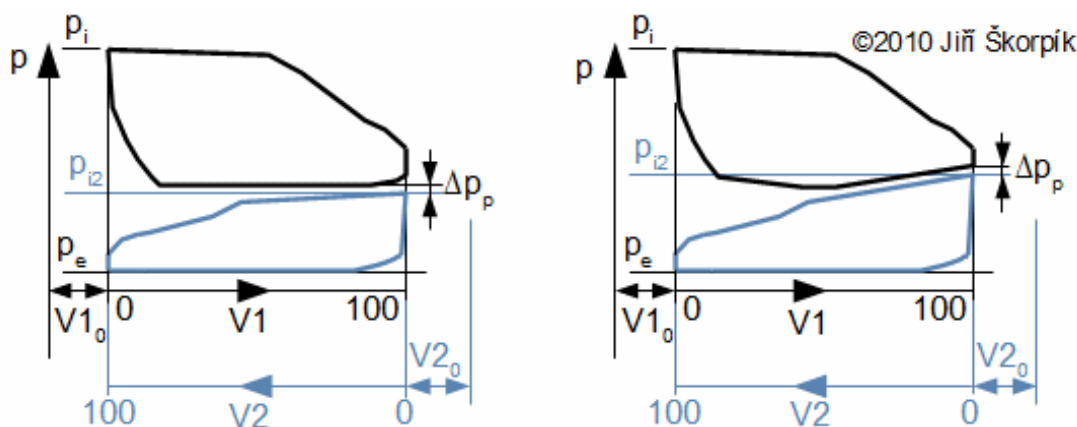 p_i
p
p_i2
Δp_p
p_e
0
100
V1_0
V1
V2_0
100
V2
0
©2010 Jiří Škorpík
p_i
p
p_i2
Δp_p
p_e
0
100
V1_0
V1
V2_0
100
V2
0